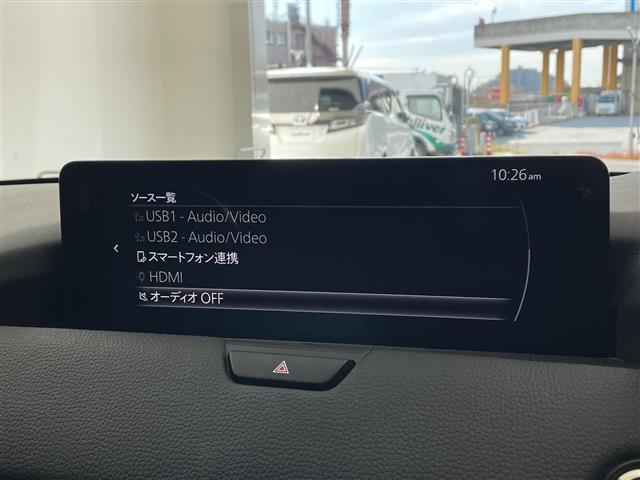 10:26am
ソース一覧
USB1 - Audio/Video
USB2 - Audio/Video
スマートフォン連携
HDMI
オーディオ OFF
Gulliver